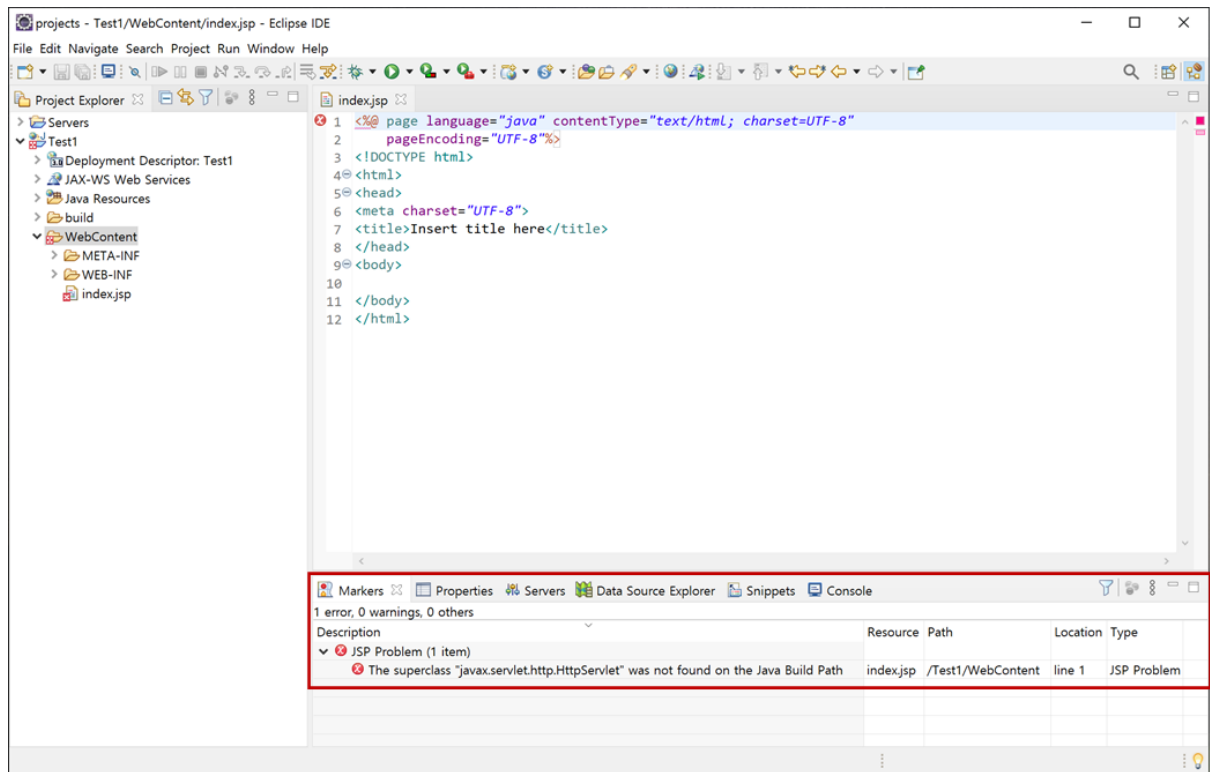 projects - Test1/WebContent/index.jsp - Eclipse IDE
File Edit Navigate Search Project Run Window Help
Project Explorer
Servers
Test1
Deployment Descriptor: Test1
JAX-WS Web Services
Java Resources
build
WebContent
META-INF
WEB-INF
index.jsp
index.jsp
1 <%@ page language="java" contentType="text/html; charset=UTF-8"
2     pageEncoding="UTF-8"%>
3 <!DOCTYPE html>
4 <html>
5 <head>
6 <meta charset="UTF-8">
7 <title>Insert title here</title>
8 </head>
9 <body>
10
11 </body>
12 </html>
Markers Properties Servers Data Source Explorer Snippets Console
1 error, 0 warnings, 0 others
Description Resource Path Location Type
JSP Problem (1 item)
The superclass "javax.servlet.http.HttpServlet" was not found on the Java Build Path index.jsp /Test1/WebContent line 1 JSP Problem